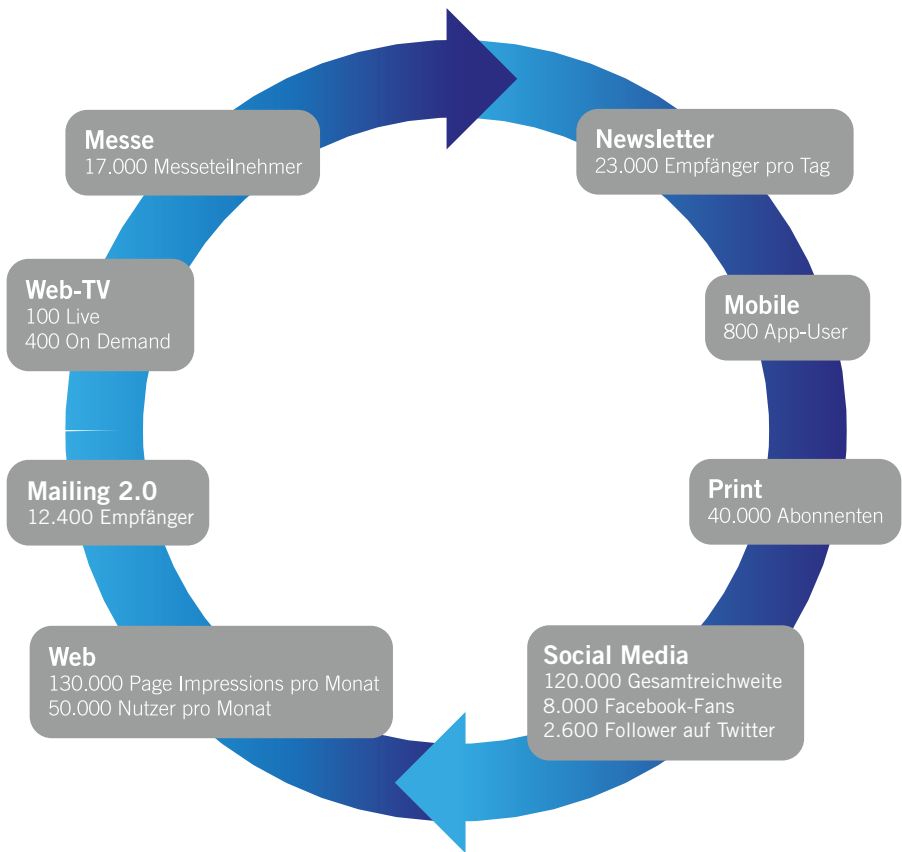 Messe
17.000 Messeteilnehmer
Newsletter
23.000 Empfänger pro Tag
Web-TV
100 Live
400 On Demand
Mobile
800 App-User
Mailing 2.0
12.400 Empfänger
Print
40.000 Abonnenten
Web
130.000 Page Impressions pro Monat
50.000 Nutzer pro Monat
Social Media
120.000 Gesamtreichweite
8.000 Facebook-Fans
2.600 Follower auf Twitter